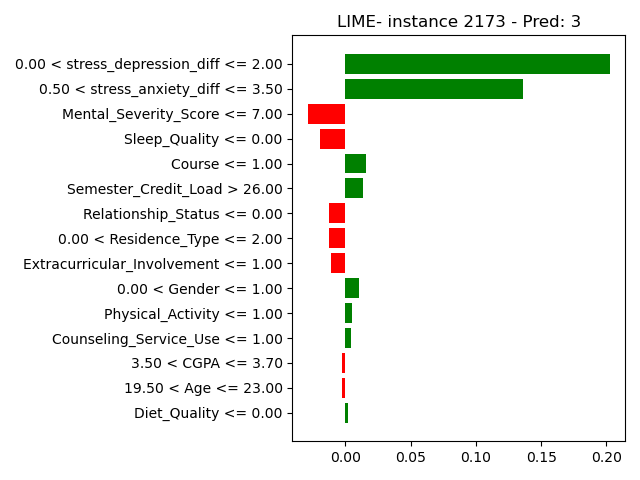 LIME- instance 2173 - Pred: 3
0.00 < stress_depression_diff <= 2.00
0.50 < stress_anxiety_diff <= 3.50
Mental_Severity_Score <= 7.00
Sleep_Quality <= 0.00
Course <= 1.00
Semester_Credit_Load > 26.00
Relationship_Status <= 0.00
0.00 < Residence_Type <= 2.00
Extracurricular_Involvement <= 1.00
0.00 < Gender <= 1.00
Physical_Activity <= 1.00
Counseling_Service_Use <= 1.00
3.50 < CGPA <= 3.70
19.50 < Age <= 23.00
Diet_Quality <= 0.00
0.00 0.05 0.10 0.15 0.20